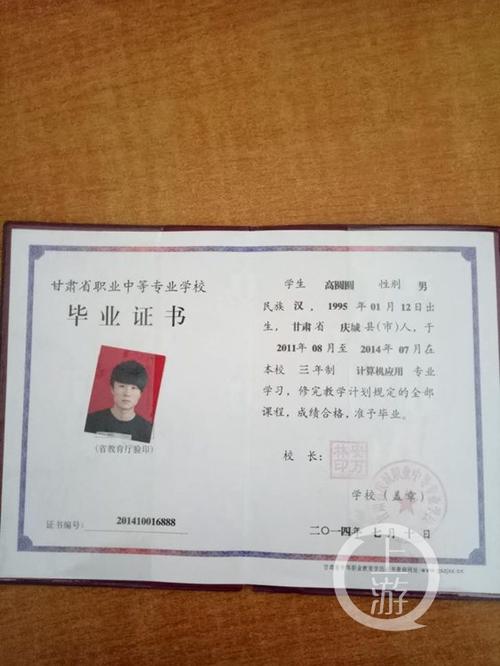 甘肃省职业中等专业学校
毕业证书
(省教育厅验印)
证书编号: 201410016888
学生 高圆圆 性别 男
民族 汉 , 1995 年 01 月 12 日出
生, 甘肃 省 庆城 县(市)人, 于
2011 年 08 月至 2014 年 07 月在
本校 三 年制 计算机应用 专业
学习, 修完教学计划规定的全部
课程, 成绩合格, 准予毕业。
校 长:
林 印
学校(盖章)
二〇一四年 七 月 十 日
上游